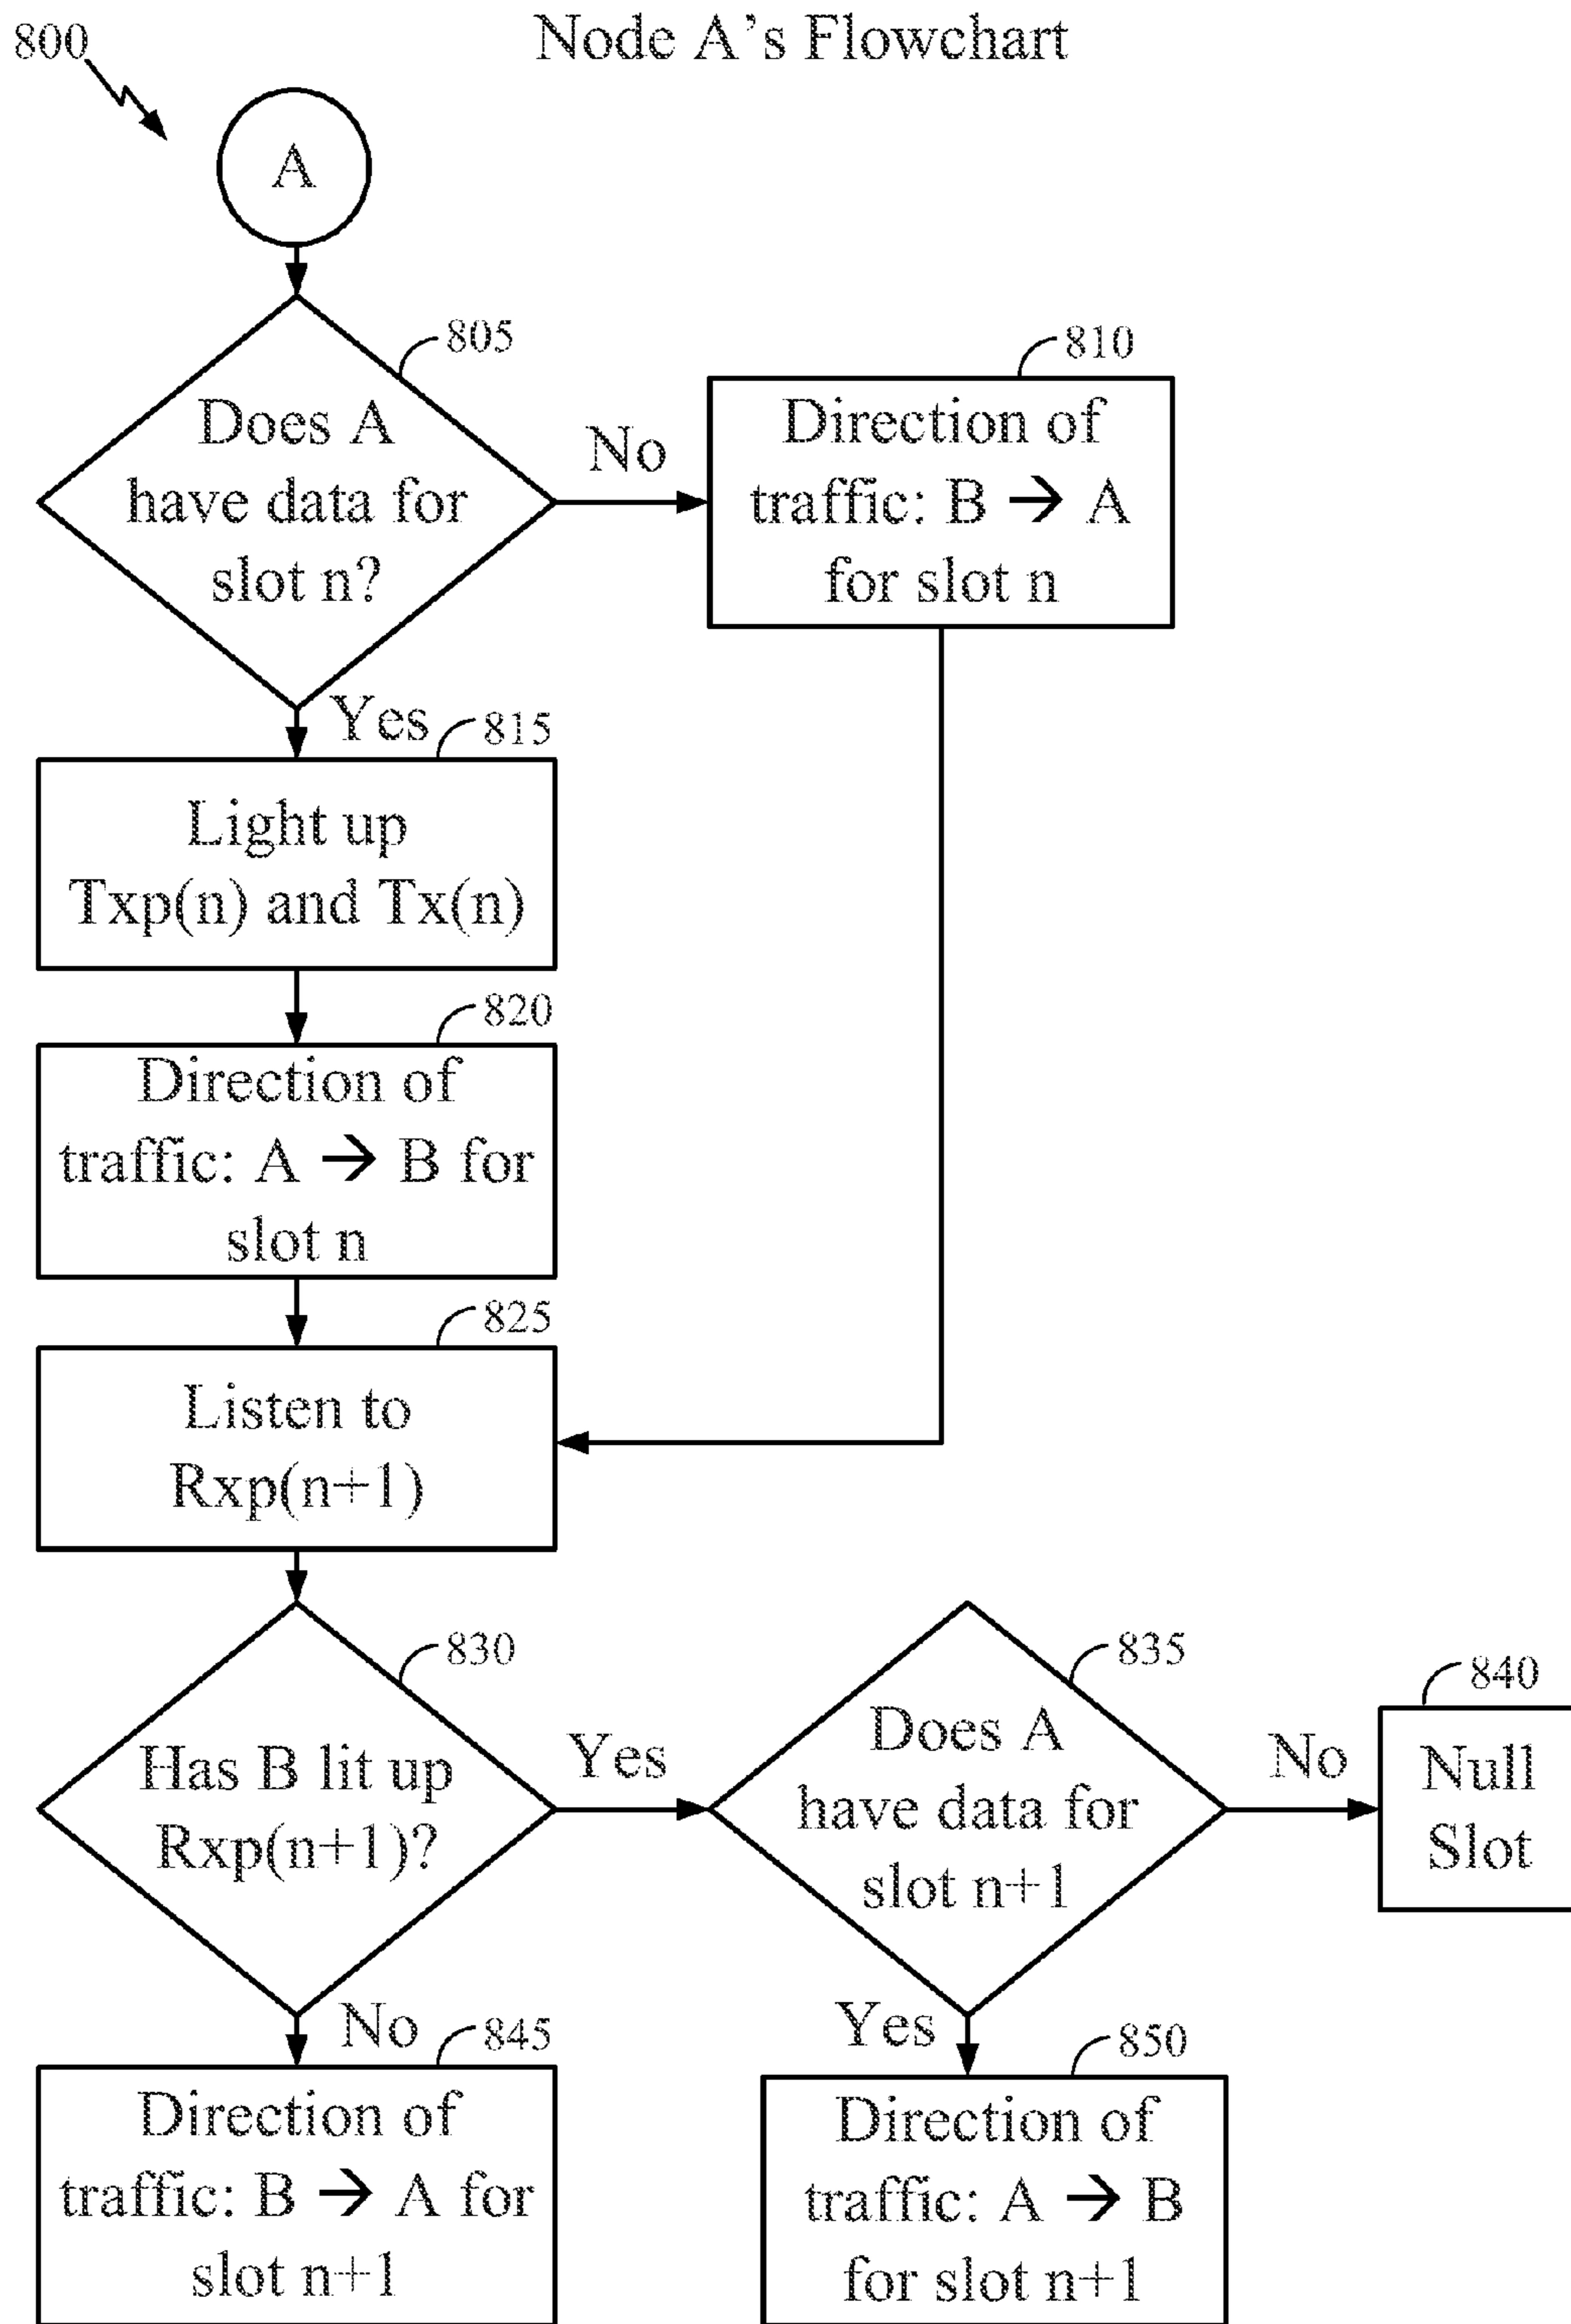 Node A's Flowchart
800
A
805
Does A
have data for
slot n?
No
810
Direction of
traffic: B → A
for slot n
Yes
815
Light up
Txp(n) and Tx(n)
820
Direction of
traffic: A → B for
slot n
825
Listen to
Rxp(n+1)
830
Has B lit up
Rxp(n+1)?
Yes
835
Does A
have data for
slot n+1
No
840
Null
Slot
No
845
Direction of
traffic: B → A for
slot n+1
Yes
850
Direction of
traffic: A → B
for slot n+1